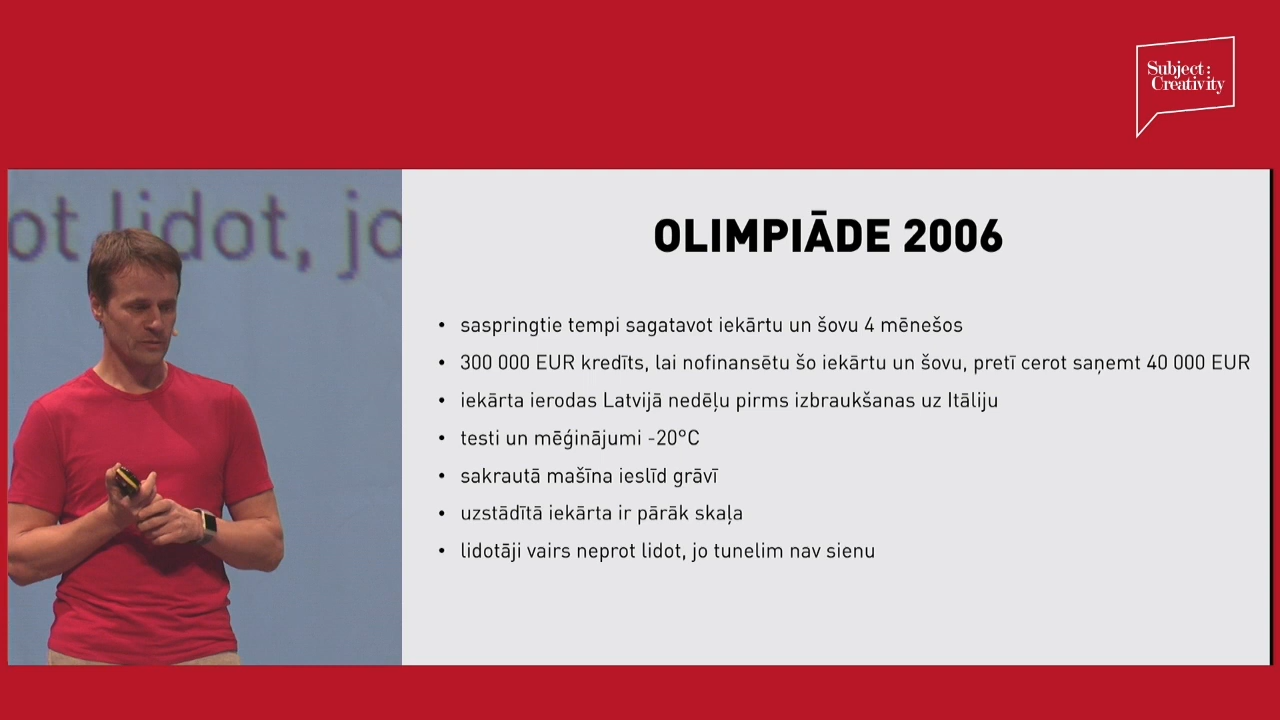 Subject:
Creativity
ot lidot, jo
OLIMPIĀDE 2006
• saspringtie tempi sagatavot iekārtu un šovu 4 mēnešos
• 300 000 EUR kredīts, lai nofinansētu šo iekārtu un šovu, pretī cerot saņemt 40 000 EUR
• iekārta ierodas Latvijā nedēļu pirms izbraukšanas uz Itāliju
• testi un mēģinājumi -20°C
• sakrautā mašīna ieslīd grāvī
• uzstādītā iekārta ir pārāk skaļa
• lidotāji vairs neprot lidot, jo tunelim nav sienu